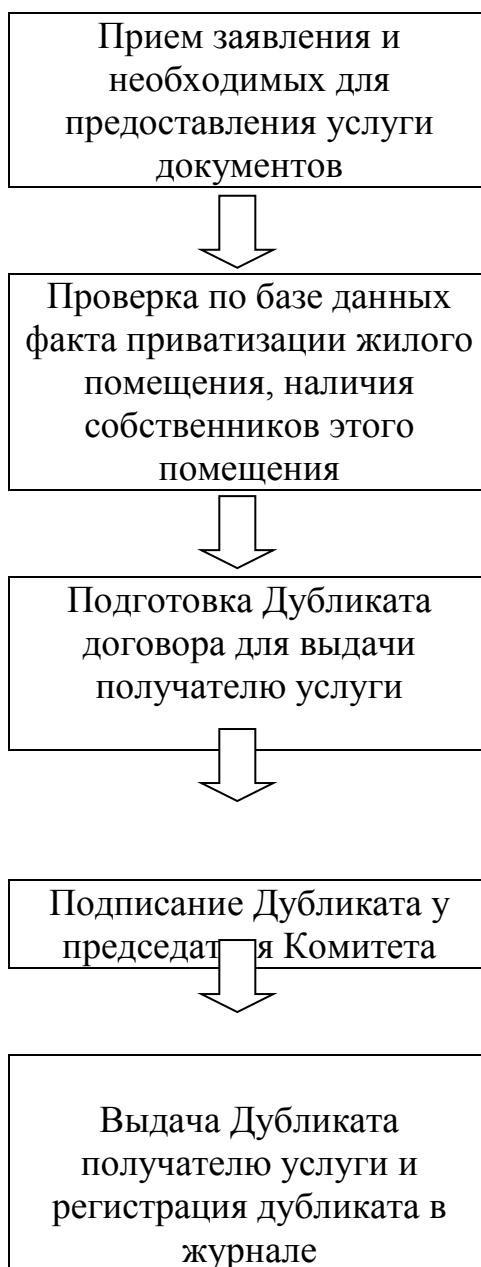 Прием заявления и
необходимых для
предоставления услуги
документов
Проверка по базе данных
факта приватизации жилого
помещения, наличия
собственников этого
помещения
Подготовка Дубликата
договора для выдачи
получателю услуги
Подписание Дубликата у
председателя Комитета
Выдача Дубликата
получателю услуги и
регистрация дубликата в
журнале